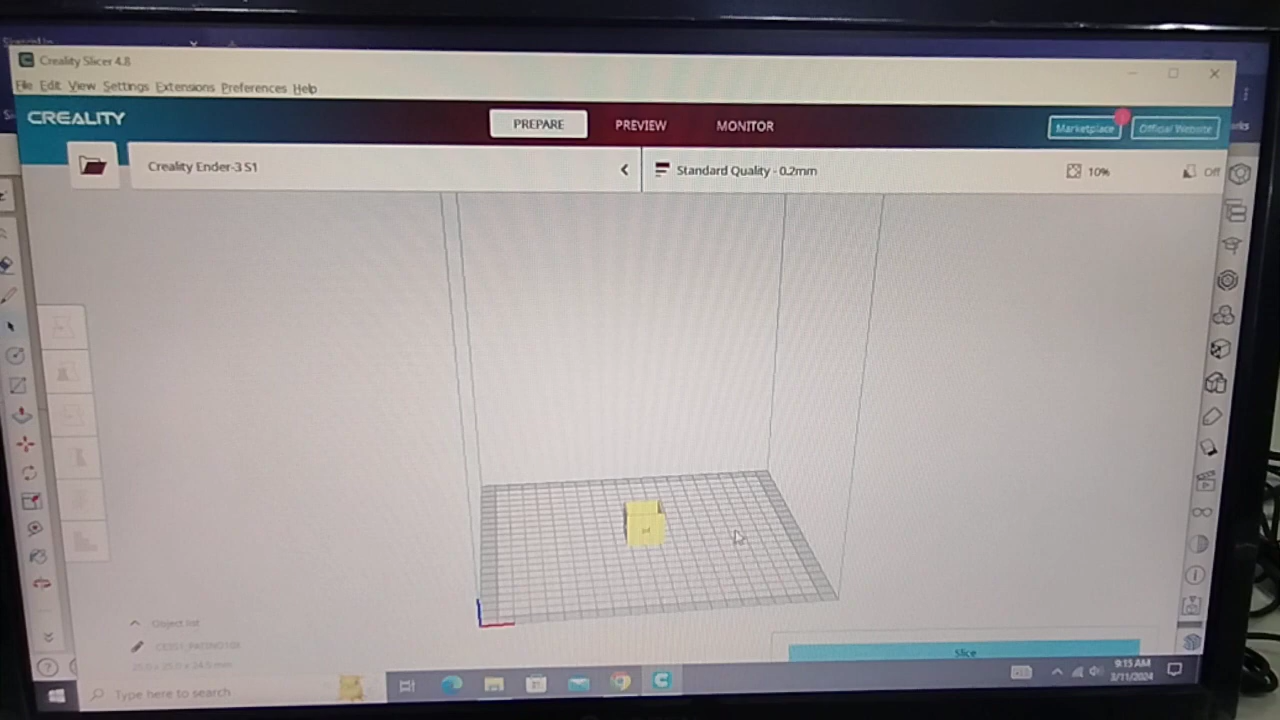 Creality Slicer 4.8
File Edit View Settings Extensions Preferences Help
CREALITY
PREPARE
PREVIEW
MONITOR
Marketplace
Official Website
Creality Ender-3 S1
Standard Quality - 0.2mm
10%
Off
Object list
Slice
Type here to search
9:15 AM
3/11/2024